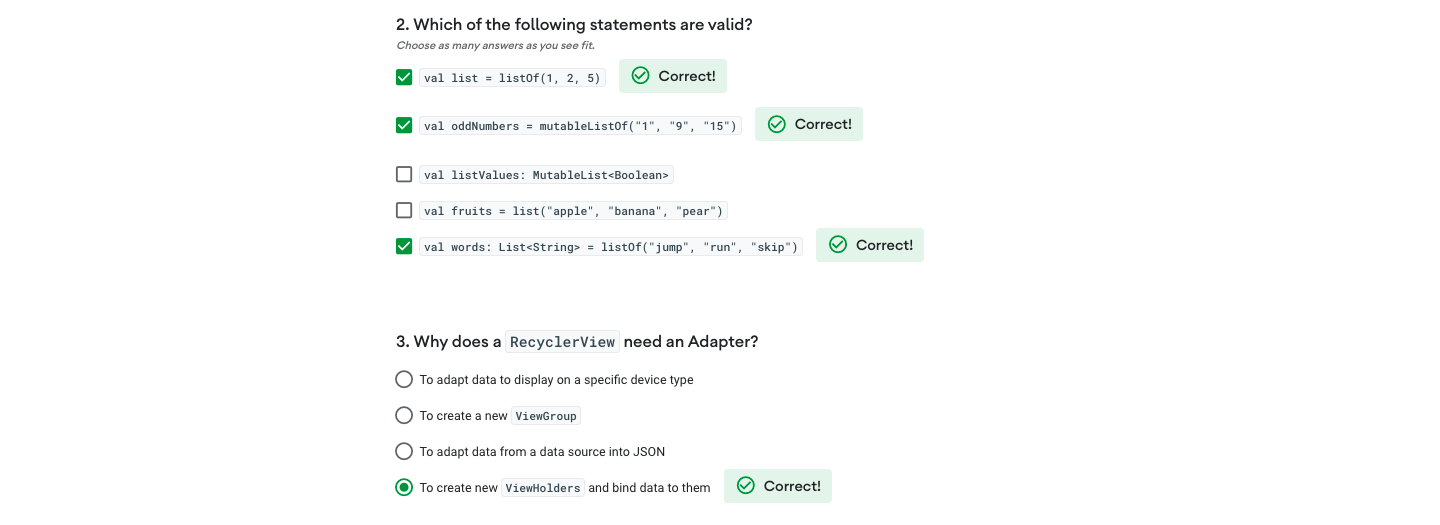 2. Which of the following statements are valid?
Choose as many answers as you see fit.
val list = listOf(1, 2, 5) Correct!
val oddNumbers = mutableListOf("1", "9", "15") Correct!
val listValues: MutableList<Boolean>
val fruits = list("apple", "banana", "pear")
val words: List<String> = listOf("jump", "run", "skip") Correct!
3. Why does a RecyclerView need an Adapter?
To adapt data to display on a specific device type
To create a new ViewGroup
To adapt data from a data source into JSON
To create new ViewHolders and bind data to them Correct!